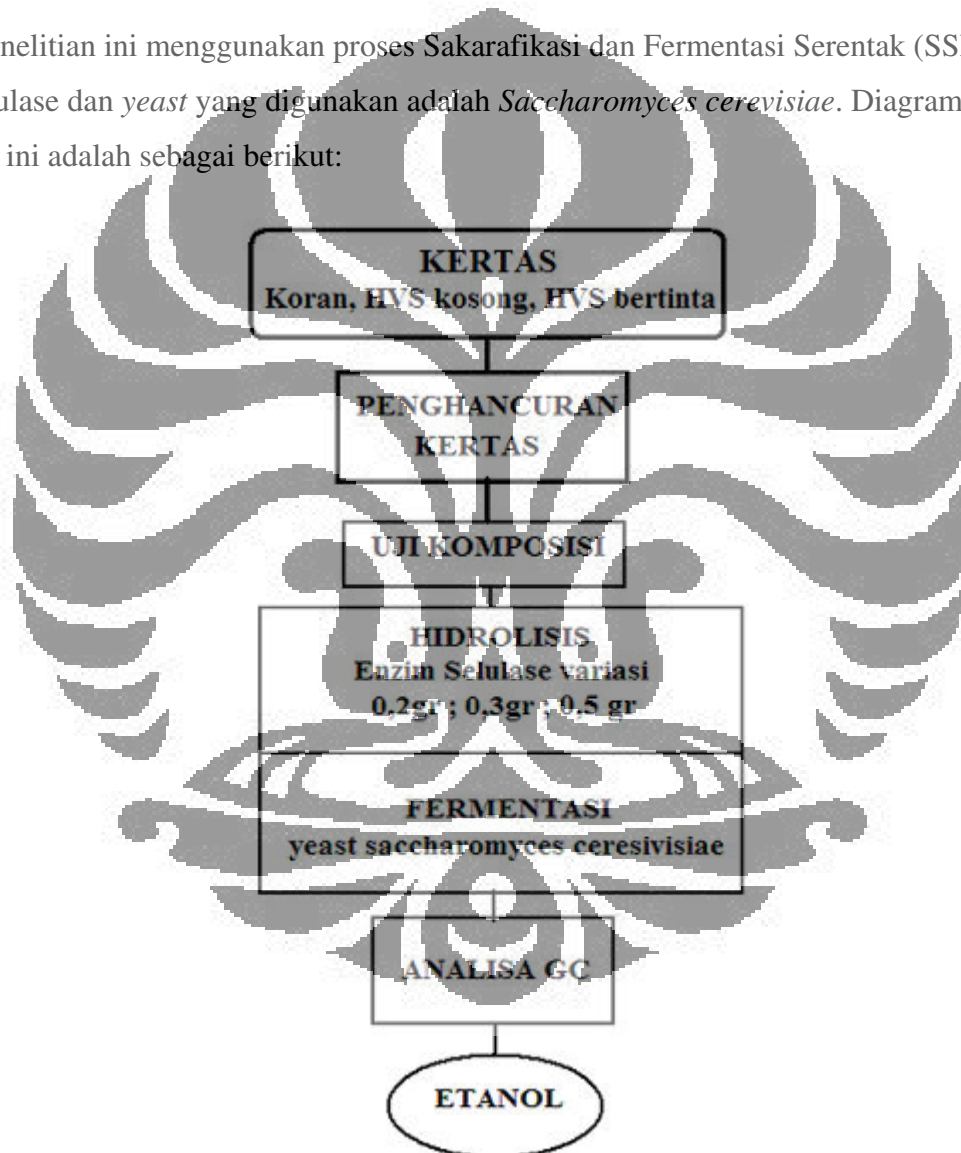 nelitian ini menggunakan proses Sakarafikasi dan Fermentasi Serentak (SS
ulase dan yeast yang digunakan adalah Saccharomyces cerevisiae. Diagram
ini adalah sebagai berikut:
KERTAS
Koran, HVS kosong, HVS bertinta
PENGHANCURAN
KERTAS
UJI KOMPOSISI
HIDROLISIS
Enzim Selulase variasi
0,2gr ; 0,3gr ; 0,5 gr
FERMENTASI
yeast saccharomyces ceresivisiae
ANALISA GC
ETANOL